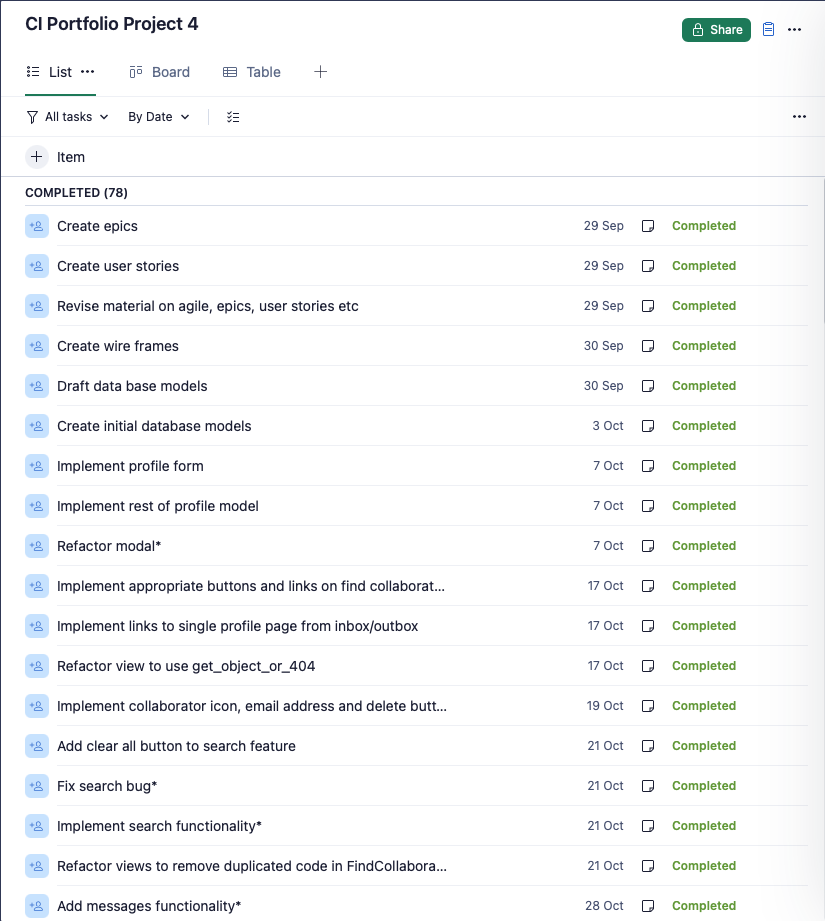 CI Portfolio Project 4
Share
List
Board
Table
All tasks
By Date
Item
COMPLETED (78)
Create epics 29 Sep Completed
Create user stories 29 Sep Completed
Revise material on agile, epics, user stories etc 29 Sep Completed
Create wire frames 30 Sep Completed
Draft data base models 30 Sep Completed
Create initial database models 3 Oct Completed
Implement profile form 7 Oct Completed
Implement rest of profile model 7 Oct Completed
Refactor modal* 7 Oct Completed
Implement appropriate buttons and links on find collaborat... 17 Oct Completed
Implement links to single profile page from inbox/outbox 17 Oct Completed
Refactor view to use get_object_or_404 17 Oct Completed
Implement collaborator icon, email address and delete butt... 19 Oct Completed
Add clear all button to search feature 21 Oct Completed
Fix search bug* 21 Oct Completed
Implement search functionality* 21 Oct Completed
Refactor views to remove duplicated code in FindCollabora... 21 Oct Completed
Add messages functionality* 28 Oct Completed